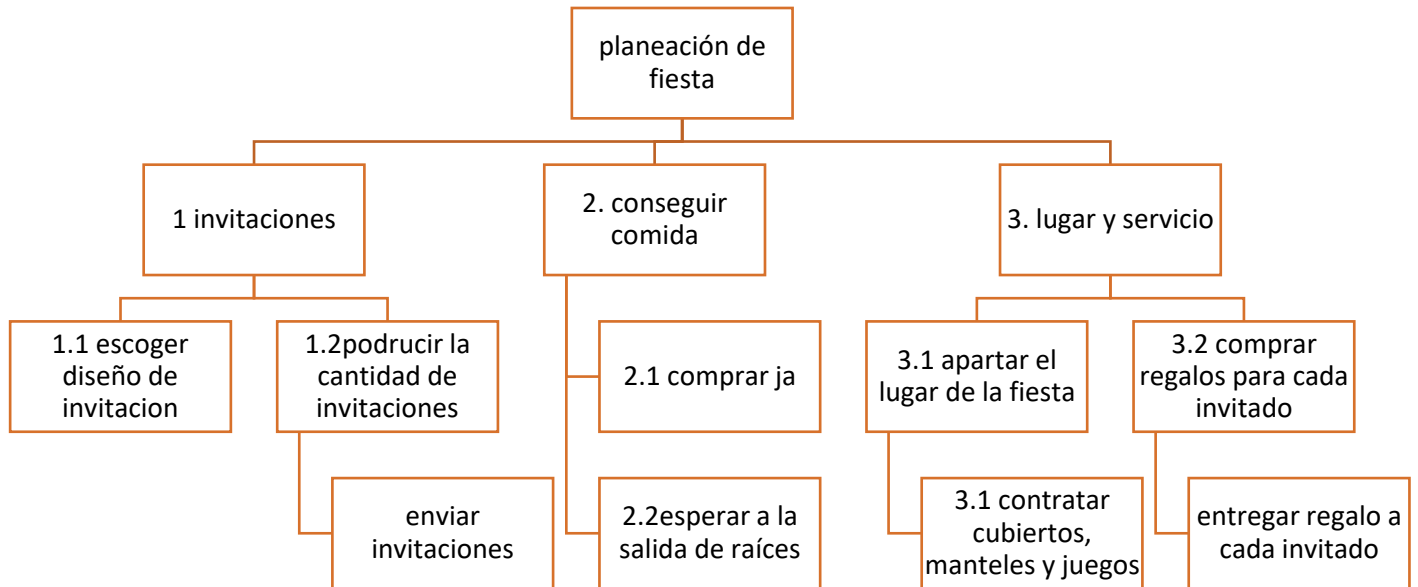 planeación de
fiesta
1 invitaciones
2. conseguir
comida
3. lugar y servicio
1.1 escoger
diseño de
invitacion
1.2podrucir la
cantidad de
invitaciones
enviar
invitaciones
2.1 comprar ja
2.2esperar a la
salida de raíces
3.1 apartar el
lugar de la fiesta
3.1 contratar
cubiertos,
manteles y juegos
3.2 comprar
regalos para cada
invitado
entregar regalo a
cada invitado